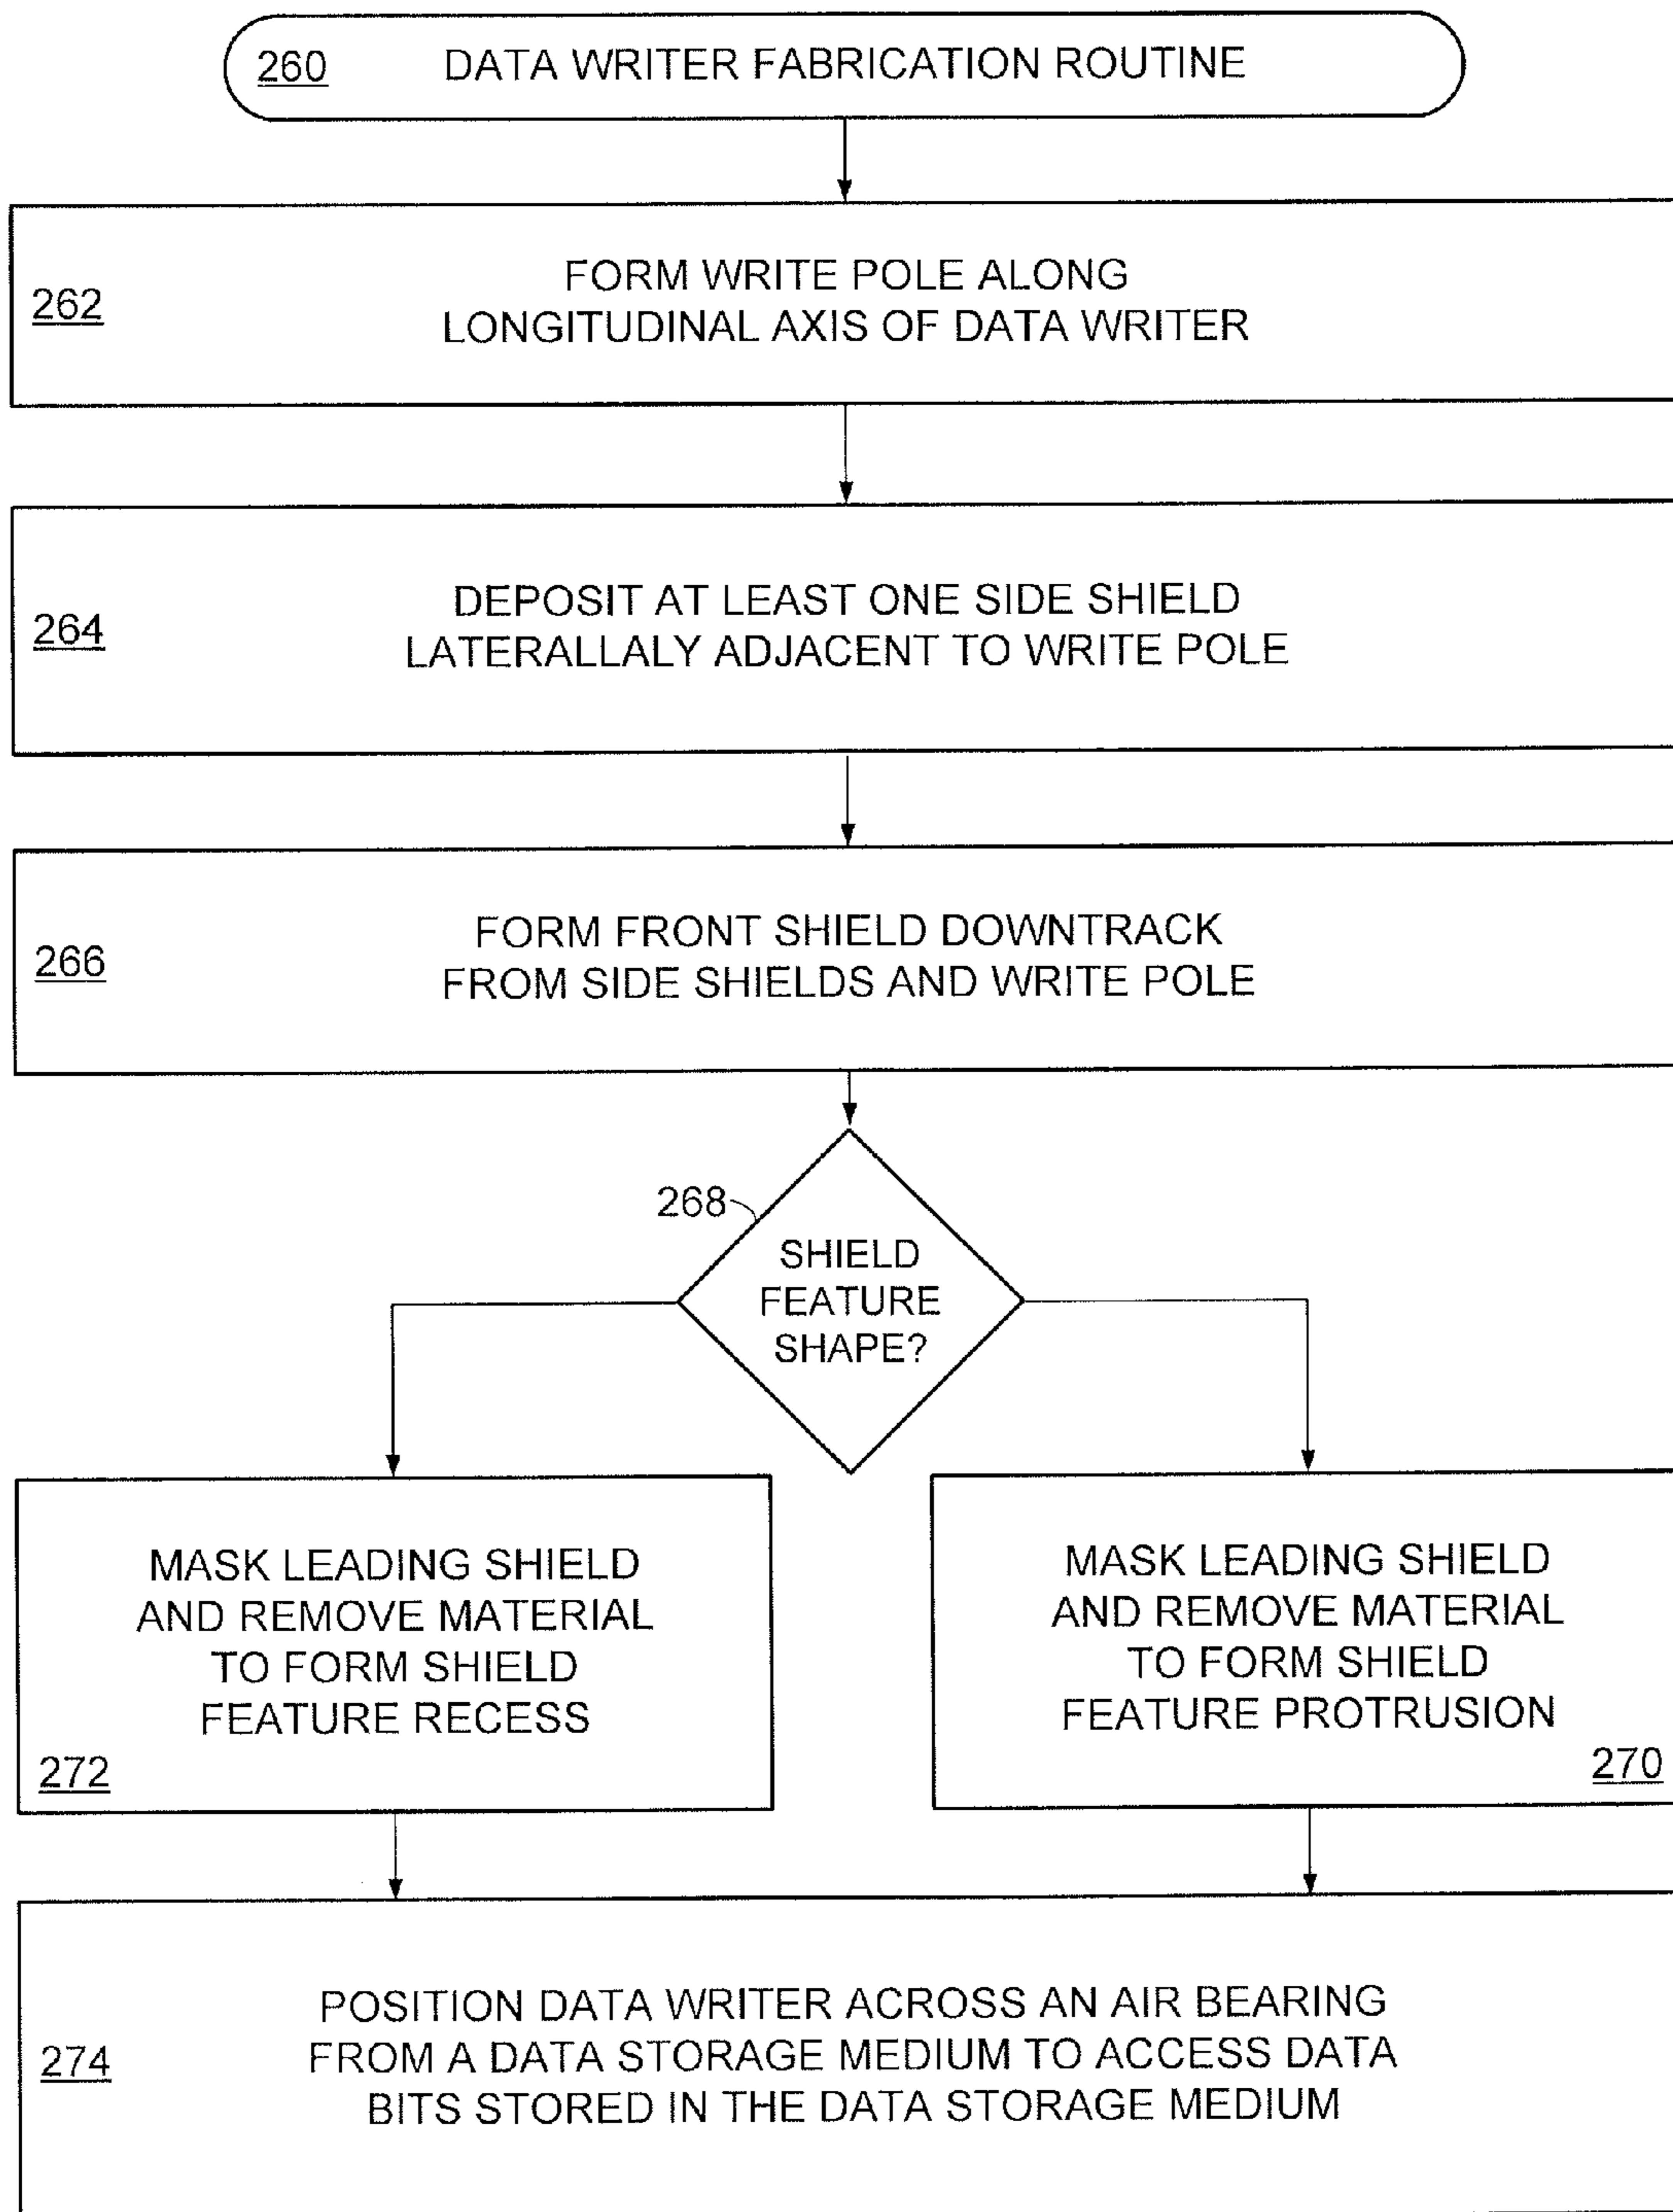 260 DATA WRITER FABRICATION ROUTINE
262
FORM WRITE POLE ALONG
LONGITUDINAL AXIS OF DATA WRITER
264
DEPOSIT AT LEAST ONE SIDE SHIELD
LATERALLALY ADJACENT TO WRITE POLE
266
FORM FRONT SHIELD DOWNTRACK
FROM SIDE SHIELDS AND WRITE POLE
268
SHIELD
FEATURE
SHAPE?
MASK LEADING SHIELD
AND REMOVE MATERIAL
TO FORM SHIELD
FEATURE RECESS
272
MASK LEADING SHIELD
AND REMOVE MATERIAL
TO FORM SHIELD
FEATURE PROTRUSION
270
274
POSITION DATA WRITER ACROSS AN AIR BEARING
FROM A DATA STORAGE MEDIUM TO ACCESS DATA
BITS STORED IN THE DATA STORAGE MEDIUM